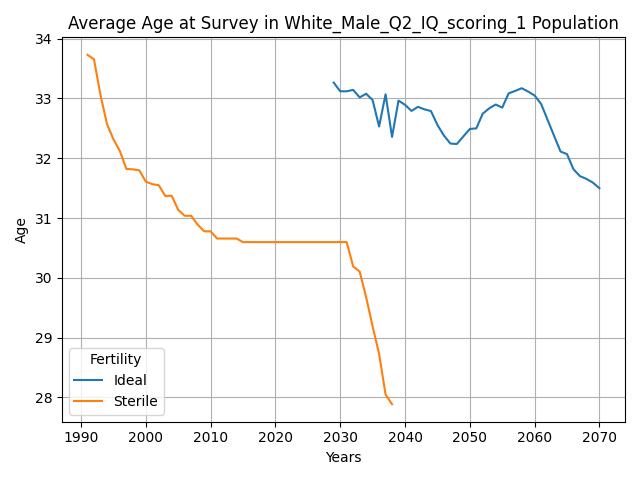 Average Age at Survey in White_Male_Q2_IQ_scoring_1 Population
34
33
32
31
30
29
28
Age
Fertility
Ideal
Sterile
1990 2000 2010 2020 2030 2040 2050 2060 2070
Years